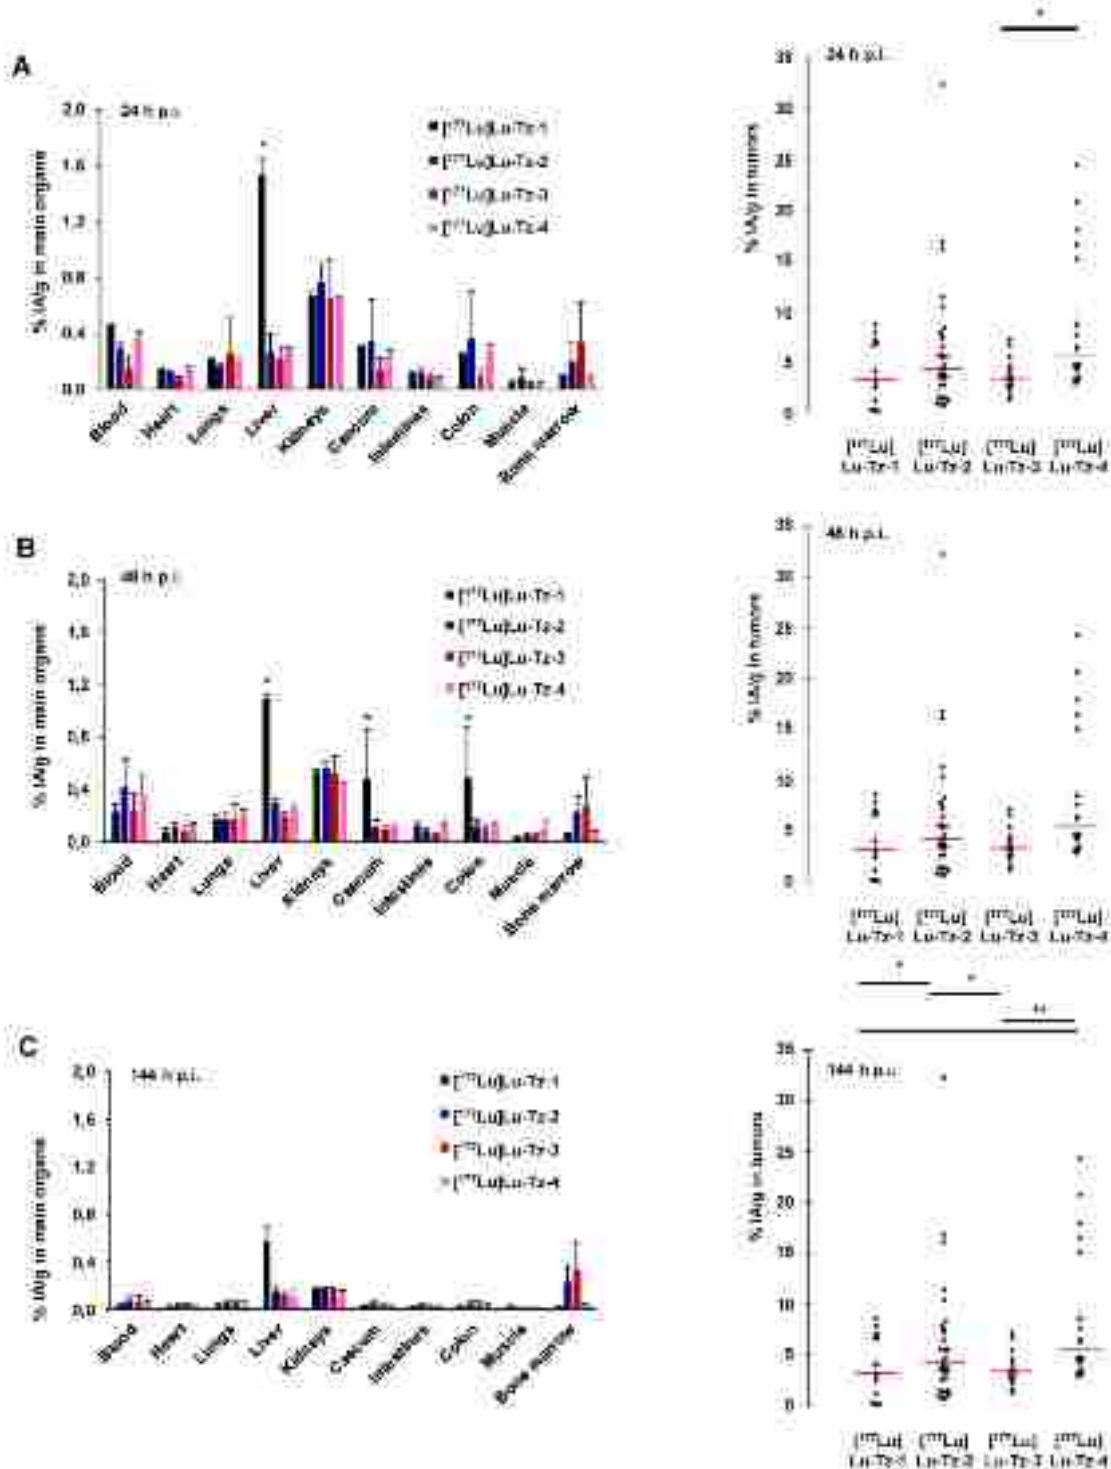 A
24 h p.i.
% IA/g in main organs
2,0
1,6
1,2
0,8
0,4
0,0
*
[¹⁷⁷Lu]Lu-Tz-1
[¹⁷⁷Lu]Lu-Tz-2
[¹⁷⁷Lu]Lu-Tz-3
[¹⁷⁷Lu]Lu-Tz-4
Blood
Heart
Lungs
Liver
Kidneys
Caecum
Intestine
Colon
Muscle
Bone marrow
*
24 h p.i.
% IA/g in tumors
35
30
25
20
15
10
5
0
[¹⁷⁷Lu] [¹⁷⁷Lu] [¹⁷⁷Lu] [¹⁷⁷Lu]
Lu-Tz-1 Lu-Tz-2 Lu-Tz-3 Lu-Tz-4
B
48 h p.i.
% IA/g in main organs
2,0
1,6
1,2
0,8
0,4
0,0
*
*
*
[¹⁷⁷Lu]Lu-Tz-1
[¹⁷⁷Lu]Lu-Tz-2
[¹⁷⁷Lu]Lu-Tz-3
[¹⁷⁷Lu]Lu-Tz-4
Blood
Heart
Lungs
Liver
Kidneys
Caecum
Intestine
Colon
Muscle
Bone marrow
48 h p.i.
% IA/g in tumors
35
30
25
20
15
10
5
0
[¹⁷⁷Lu] [¹⁷⁷Lu] [¹⁷⁷Lu] [¹⁷⁷Lu]
Lu-Tz-1 Lu-Tz-2 Lu-Tz-3 Lu-Tz-4
C
144 h p.i.
% IA/g in main organs
2,0
1,6
1,2
0,8
0,4
0,0
[¹⁷⁷Lu]Lu-Tz-1
[¹⁷⁷Lu]Lu-Tz-2
[¹⁷⁷Lu]Lu-Tz-3
[¹⁷⁷Lu]Lu-Tz-4
Blood
Heart
Lungs
Liver
Kidneys
Caecum
Intestine
Colon
Muscle
Bone marrow
*
*
**
144 h p.i.
% IA/g in tumors
35
30
25
20
15
10
5
0
[¹⁷⁷Lu] [¹⁷⁷Lu] [¹⁷⁷Lu] [¹⁷⁷Lu]
Lu-Tz-1 Lu-Tz-2 Lu-Tz-3 Lu-Tz-4